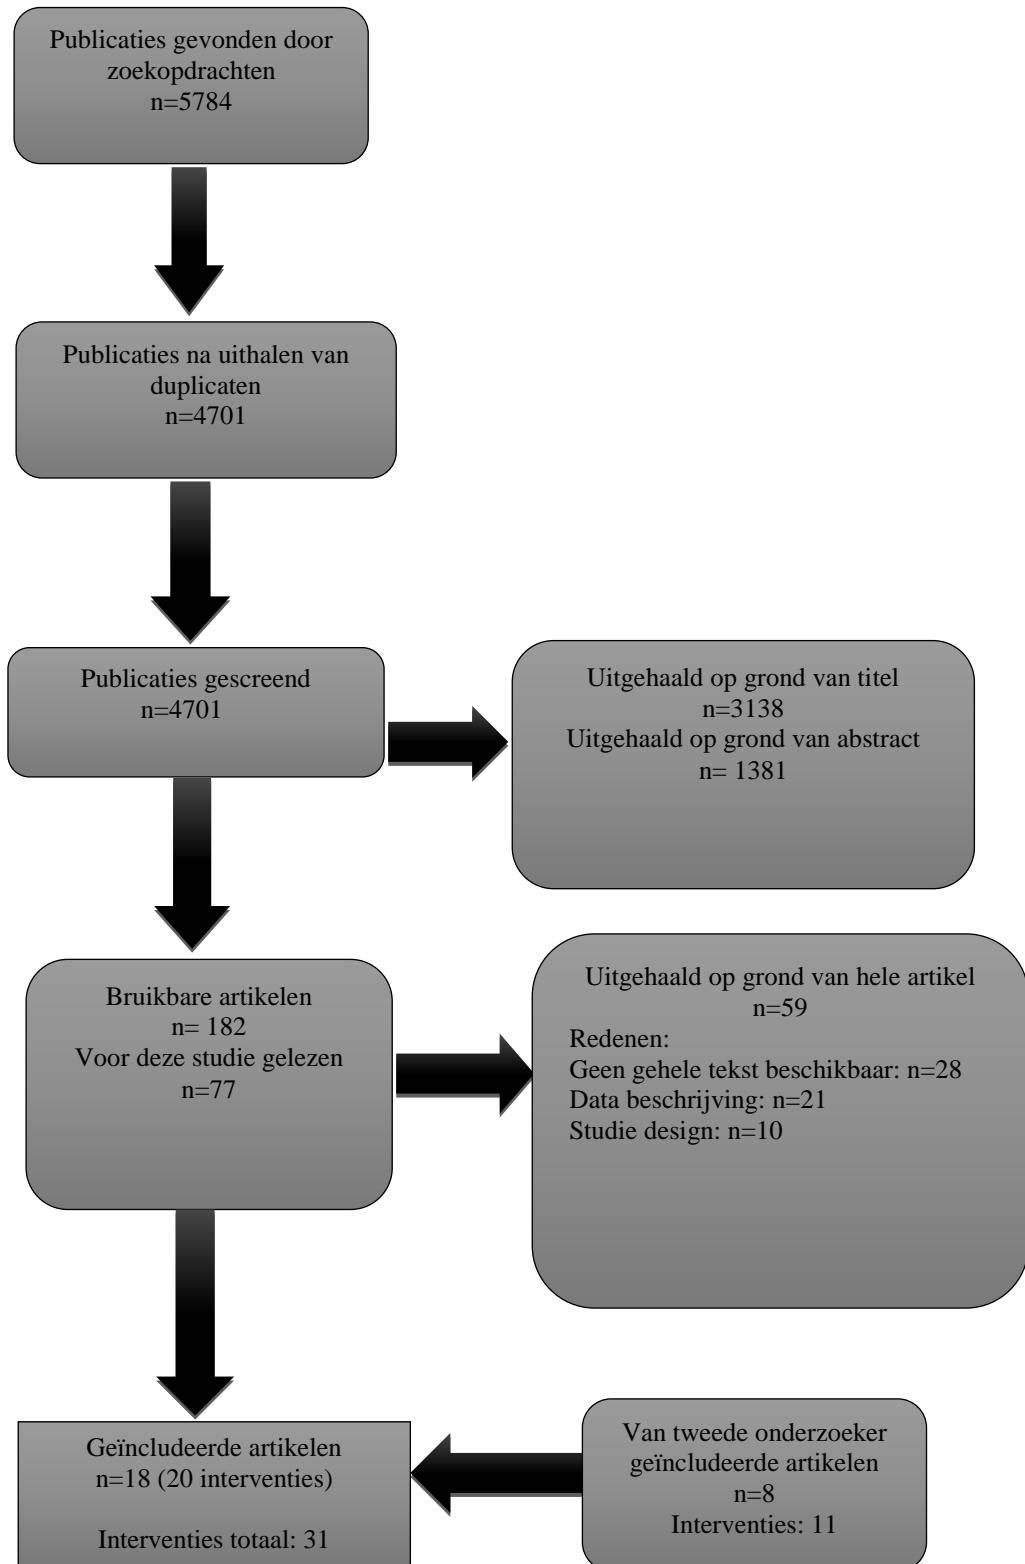 Publicaties gevonden door
zoekopdrachten
n=5784
Publicaties na uithalen van
duplicaten
n=4701
Publicaties gescreend
n=4701
Uitgehaald op grond van titel
n=3138
Uitgehaald op grond van abstract
n= 1381
Bruikbare artikelen
n= 182
Voor deze studie gelezen
n=77
Uitgehaald op grond van hele artikel
n=59
Redenen:
Geen gehele tekst beschikbaar: n=28
Data beschrijving: n=21
Studie design: n=10
Geïncludeerde artikelen
n=18 (20 interventies)
Interventies totaal: 31
Van tweede onderzoeker
geïncludeerde artikelen
n=8
Interventies: 11